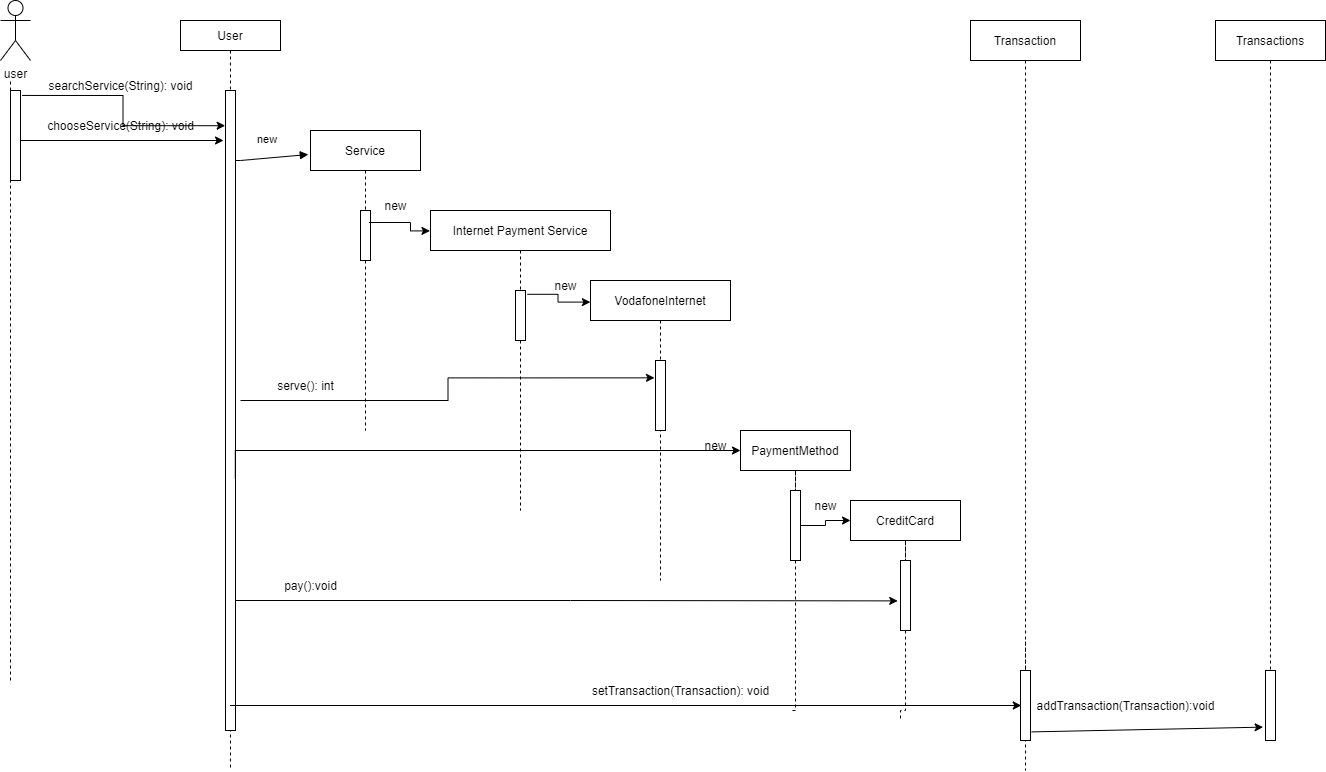 User
Transaction
Transactions
user
searchService(String): void
chooseService(String): void
new
Service
new
Internet Payment Service
new
VodafoneInternet
serve(): int
new
PaymentMethod
new
CreditCard
pay():void
setTransaction(Transaction): void
addTransaction(Transaction):void